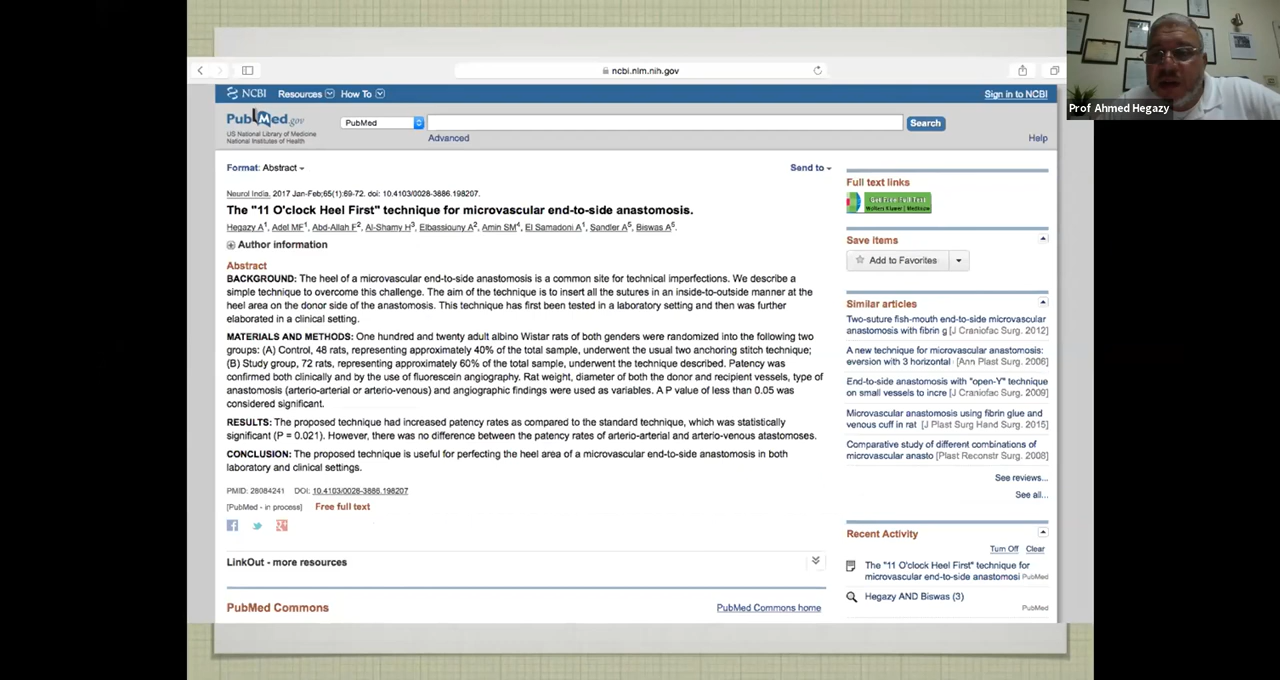 ncbi.nlm.nih.gov
Prof Ahmed Hegazy
NCBI Resources How To
Sign in to NCBI
PubMed.gov
US National Library of Medicine
National Institutes of Health
PubMed
Search
Advanced
Help
Format: Abstract
Send to
Neurol India. 2017 Jan-Feb;65(1):69-72. doi: 10.4103/0028-3886.198207.
The "11 O'clock Heel First" technique for microvascular end-to-side anastomosis.
Hegazy A1, Adel MF1, Abd-Allah F2, Al-Shamy H3, Elbassiouny A2, Amin SM4, El Samadoni A1, Sandler A5, Biswas A5.
Author information
Abstract
BACKGROUND: The heel of a microvascular end-to-side anastomosis is a common site for technical imperfections. We describe a
simple technique to overcome this challenge. The aim of the technique is to insert all the sutures in an inside-to-outside manner at the
heel area on the donor side of the anastomosis. This technique has first been tested in a laboratory setting and then was further
elaborated in a clinical setting.
MATERIALS AND METHODS: One hundred and twenty adult albino Wistar rats of both genders were randomized into the following two
groups: (A) Control, 48 rats, representing approximately 40% of the total sample, underwent the usual two anchoring stitch technique;
(B) Study group, 72 rats, representing approximately 60% of the total sample, underwent the technique described. Patency was
confirmed both clinically and by the use of fluorescein angiography. Rat weight, diameter of both the donor and recipient vessels, type of
anastomosis (arterio-arterial or arterio-venous) and angiographic findings were used as variables. A P value of less than 0.05 was
considered significant.
RESULTS: The proposed technique had increased patency rates as compared to the standard technique, which was statistically
significant (P = 0.021). However, there was no difference between the patency rates of arterio-arterial and arterio-venous atastomoses.
CONCLUSION: The proposed technique is useful for perfecting the heel area of a microvascular end-to-side anastomosis in both
laboratory and clinical settings.
PMID: 28084241 DOI: 10.4103/0028-3886.198207
[PubMed - in process] Free full text
LinkOut - more resources
PubMed Commons
PubMed Commons home
Full text links
Get Free Full Text
Wolters Kluwer | Medknow
Save items
Add to Favorites
Similar articles
Two-suture fish-mouth end-to-side microvascular
anastomosis with fibrin g [J Craniofac Surg. 2012]
A new technique for microvascular anastomosis:
eversion with 3 horizontal [Ann Plast Surg. 2006]
End-to-side anastomosis with "open-Y" technique
on small vessels to incre [J Craniofac Surg. 2009]
Microvascular anastomosis using fibrin glue and
venous cuff in rat [J Plast Surg Hand Surg. 2015]
Comparative study of different combinations of
microvascular anasto [Plast Reconstr Surg. 2008]
See reviews...
See all...
Recent Activity
Turn Off Clear
The "11 O'clock Heel First" technique for
microvascular end-to-side anastomosi PubMed
Hegazy AND Biswas (3)
PubMed